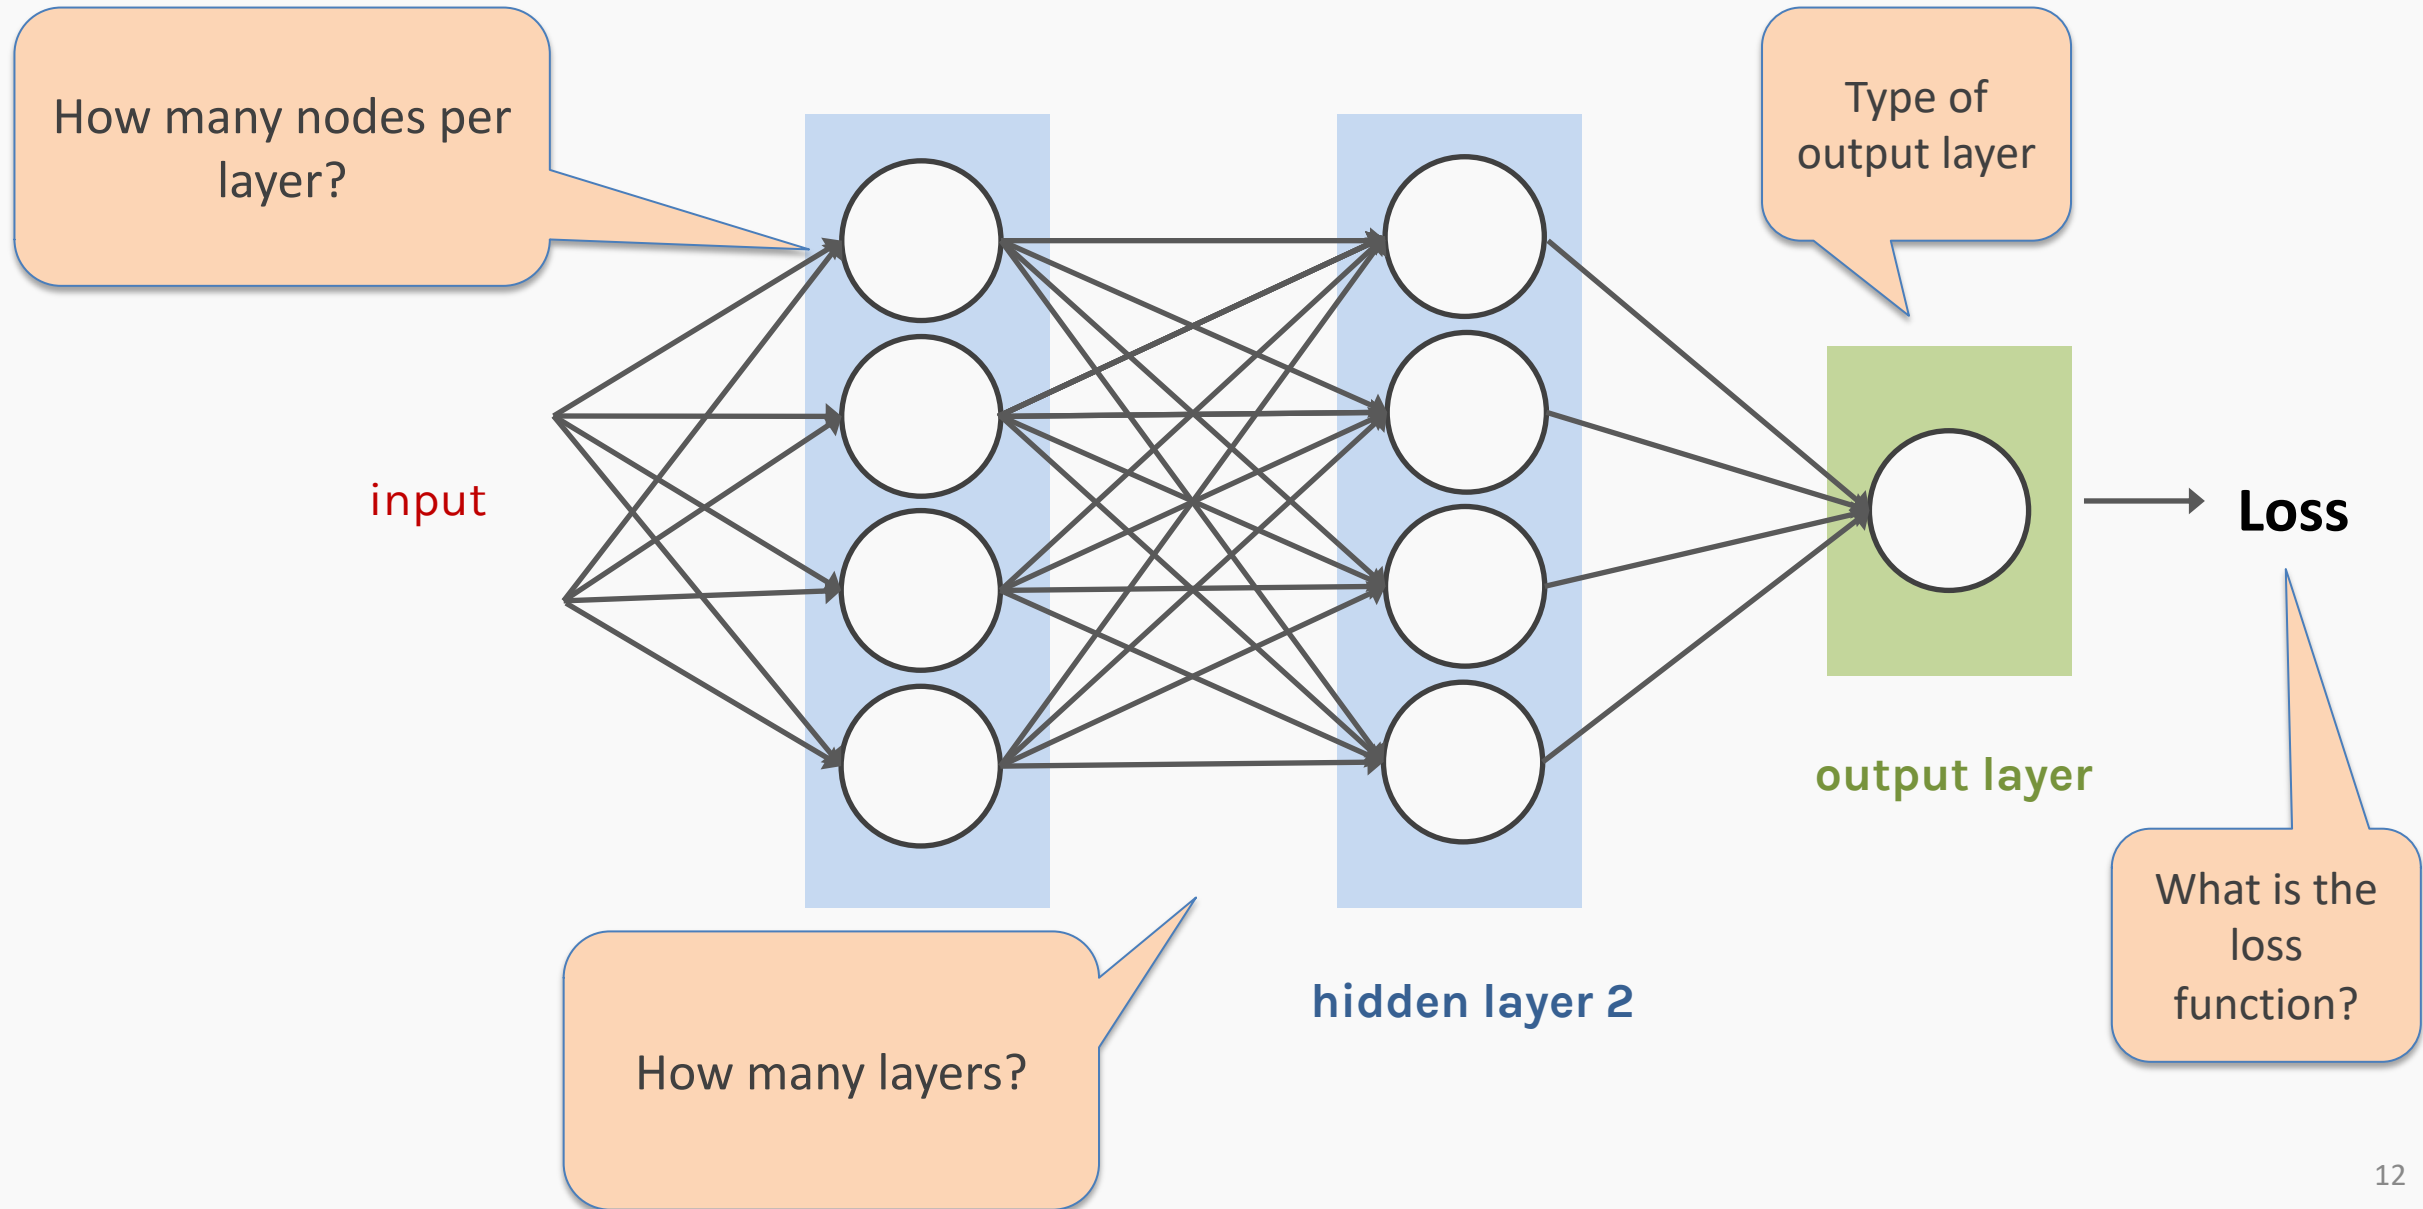 How many nodes per
layer?
Type of
output layer
input
Loss
output layer
What is the
loss
function?
hidden layer 2
How many layers?
12